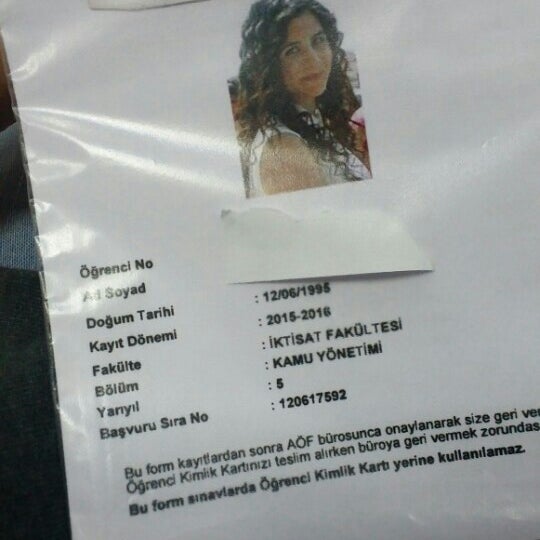 Öğrenci No
Ad Soyad
Doğum Tarihi : 12/06/1995
Kayıt Dönemi : 2015-2016
Fakülte : İKTİSAT FAKÜLTESİ
Bölüm : KAMU YÖNETİMİ
Yarıyıl : 5
Başvuru Sıra No : 120617592
Bu form kayıtlardan sonra AÖF bürosunca onaylanarak size geri ver
Öğrenci Kimlik Kartınızı teslim alırken büroya geri vermek zorundas
Bu form sınavlarda Öğrenci Kimlik Kartı yerine kullanılamaz.